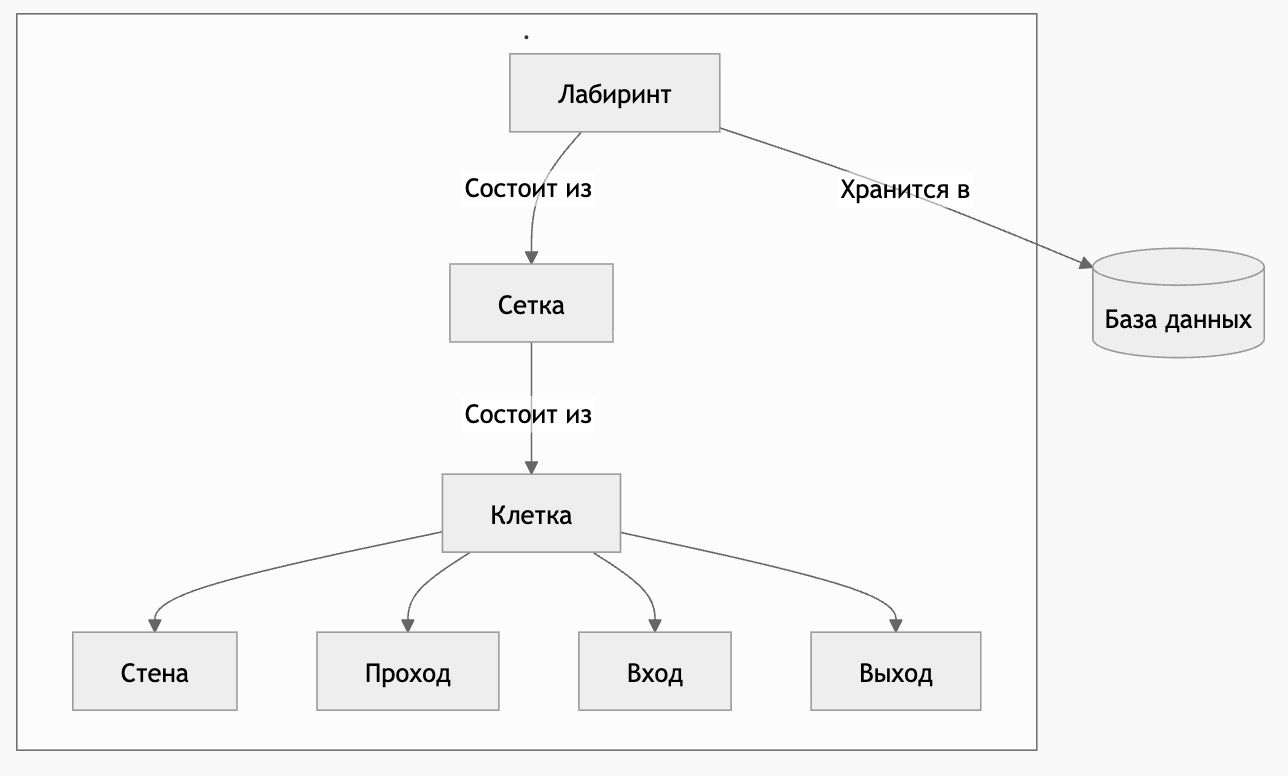 .
Лабиринт
Состоит из
Хранится в
Сетка
База данных
Состоит из
Клетка
Стена
Проход
Вход
Выход